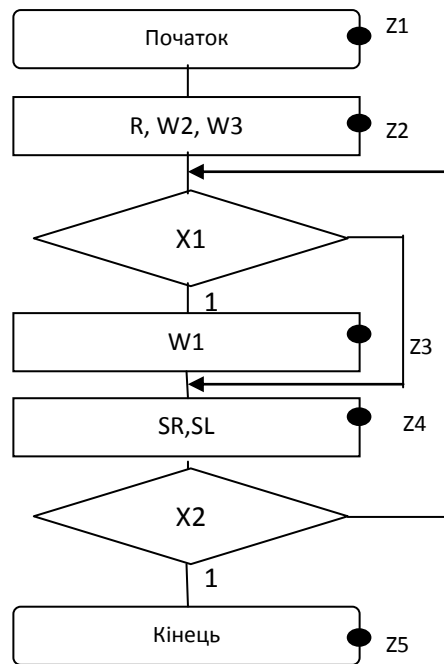 Початок
Z1
R, W2, W3
Z2
X1
1
W1
Z3
SR,SL
Z4
X2
1
Кінець
Z5